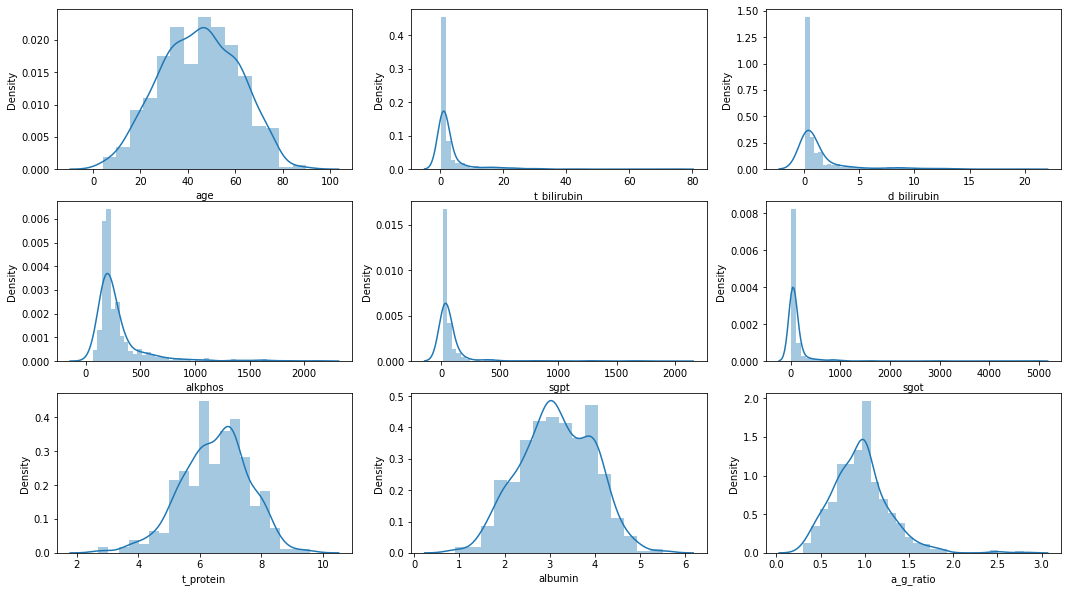 Density
0.020
0.015
0.010
0.005
0.000
0 20 40 60 80 100
age
Density
0.4
0.3
0.2
0.1
0.0
0 20 40 60 80
t_bilirubin
Density
1.50
1.25
1.00
0.75
0.50
0.25
0.00
0 5 10 15 20
d_bilirubin
Density
0.006
0.005
0.004
0.003
0.002
0.001
0.000
0 500 1000 1500 2000
alkphos
Density
0.015
0.010
0.005
0.000
0 500 1000 1500 2000
sgpt
Density
0.008
0.006
0.004
0.002
0.000
0 1000 2000 3000 4000 5000
sgot
Density
0.4
0.3
0.2
0.1
0.0
2 4 6 8 10
t_protein
Density
0.5
0.4
0.3
0.2
0.1
0.0
0 1 2 3 4 5 6
albumin
Density
2.0
1.5
1.0
0.5
0.0
0.0 0.5 1.0 1.5 2.0 2.5 3.0
a_g_ratio